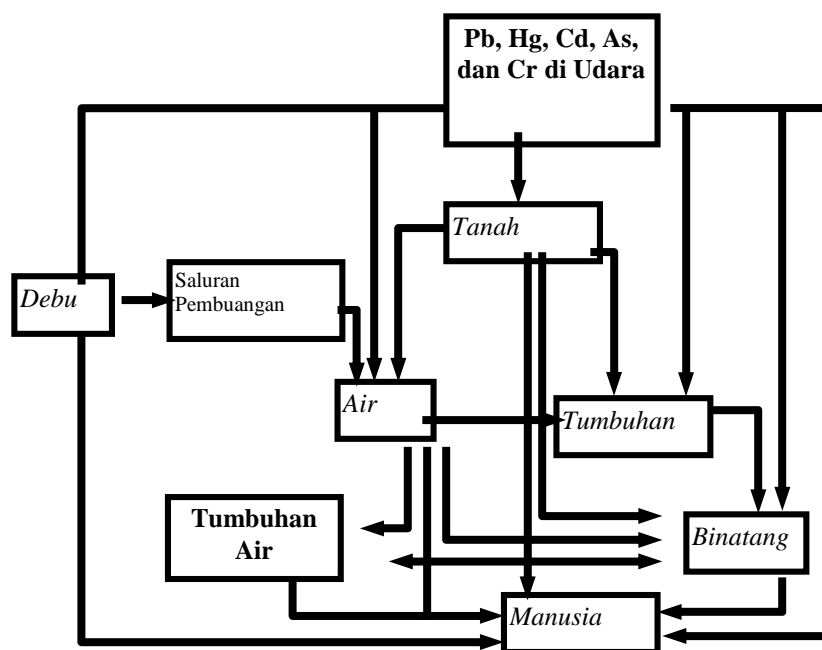 Pb, Hg, Cd, As,
dan Cr di Udara
Tanah
Debu
Saluran
Pembuangan
Air
Tumbuhan
Tumbuhan
Air
Binatang
Manusia